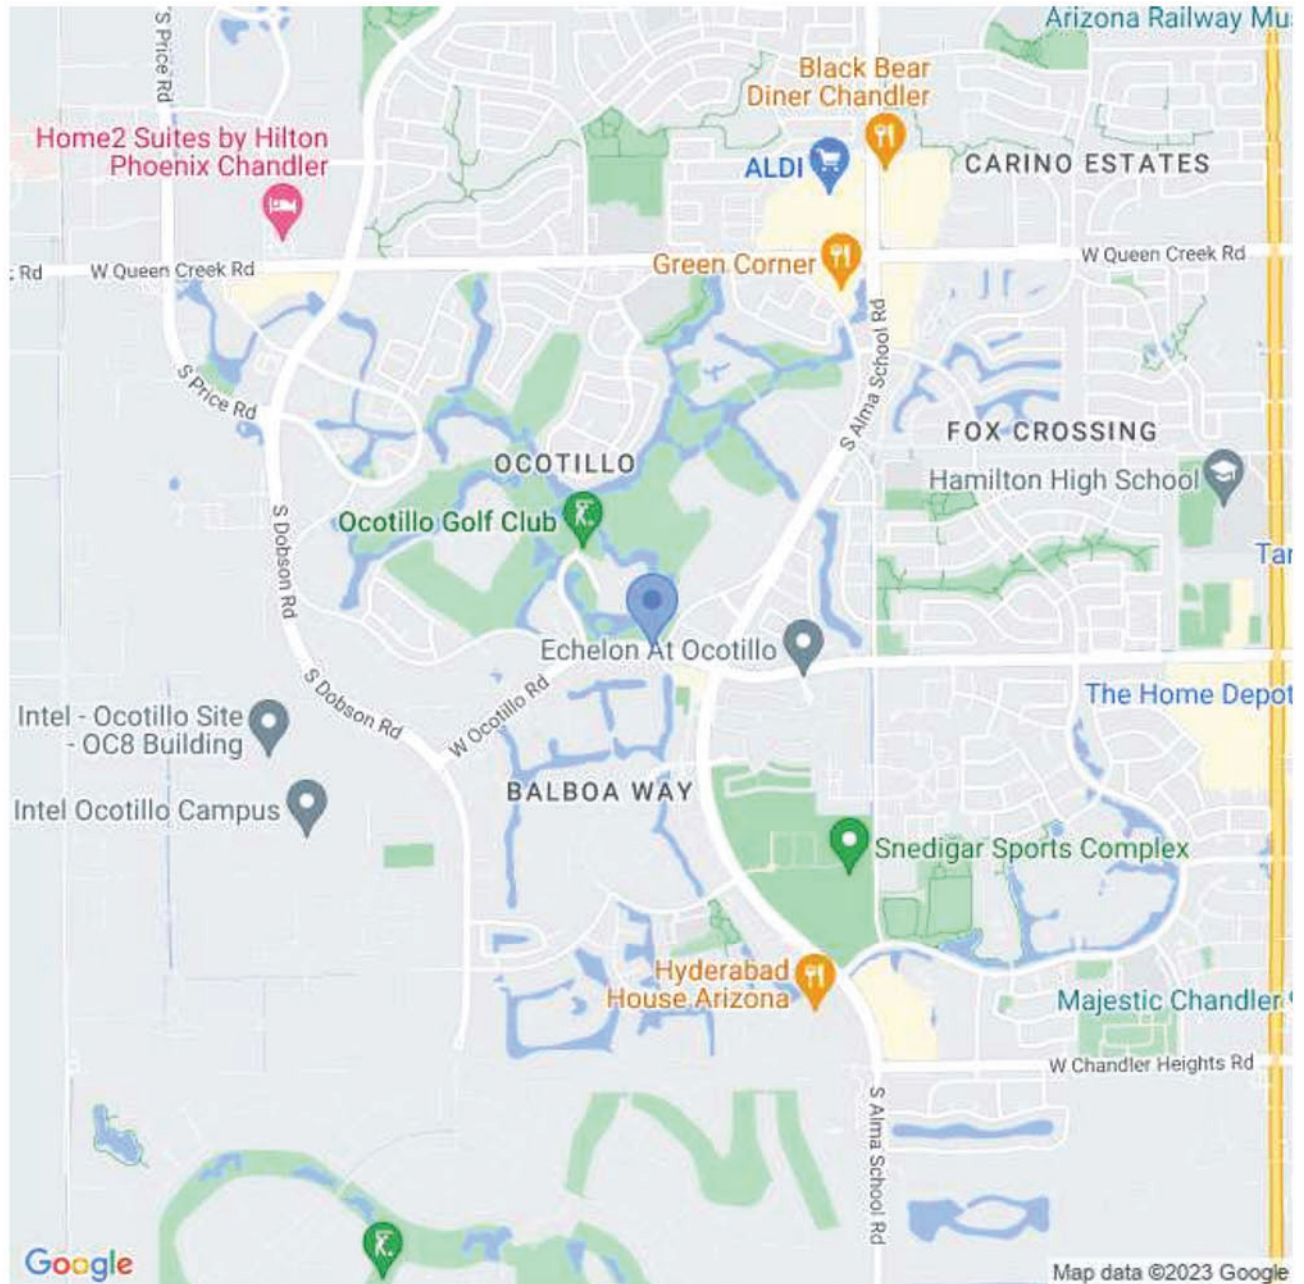 Arizona Railway Mu
S Price Rd
Black Bear
Diner Chandler
Home2 Suites by Hilton
Phoenix Chandler
ALDI
CARINO ESTATES
Green Corner
W Queen Creek Rd
Rd
W Queen Creek Rd
S Alma School Rd
S Price Rd
FOX CROSSING
OCOTILLO
Hamilton High School
Ocotillo Golf Club
S Dobson Rd
Tar
Echelon At Ocotillo
S Dobson Rd
W Ocotillo Rd
The Home Depot
Intel - Ocotillo Site
- OC8 Building
BALBOA WAY
Intel Ocotillo Campus
Snedigar Sports Complex
Hyderabad
House Arizona
Majestic Chandler
W Chandler Heights Rd
S Alma School Rd
Google
Map data ©2023 Google